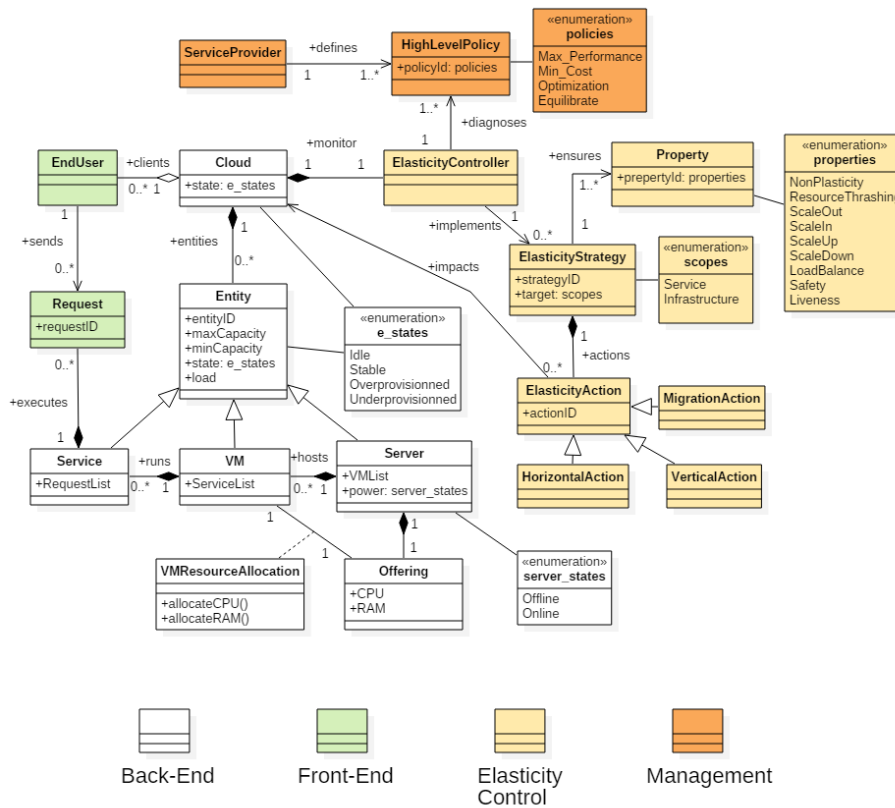 «enumeration»
policies
Max_Performance
Min_Cost
Optimization
Equilibrate
ServiceProvider
+defines
1
1..*
HighLevelPolicy
+policyId: policies
1..*
+diagnoses
1
EndUser
+clients
0..*
1
Cloud
+state: e_states
+monitor
1
1
ElasticityController
+ensures
1..*
1
Property
+prepertyId: properties
«enumeration»
properties
NonPlasticity
ResourceThrashing
ScaleOut
ScaleIn
ScaleUp
ScaleDown
LoadBalance
Safety
Liveness
1
+sends
0..*
1
+entities
0..*
+implements
1
0..*
+impacts
ElasticityStrategy
+strategyID
+target: scopes
«enumeration»
scopes
Service
Infrastructure
Request
+requestID
Entity
+entityID
+maxCapacity
+minCapacity
+state: e_states
+load
«enumeration»
e_states
Idle
Stable
Overprovisionned
Underprovisionned
1
+actions
0..*
ElasticityAction
+actionID
MigrationAction
0..*
+executes
1
Service
+RequestList
+runs
0..*
1
VM
+ServiceList
+hosts
0..*
1
Server
+VMList
+power: server_states
HorizontalAction
VerticalAction
1
1
1
1
VMResourceAllocation
+allocateCPU()
+allocateRAM()
Offering
+CPU
+RAM
«enumeration»
server_states
Offline
Online
Back-End
Front-End
Elasticity
Control
Management